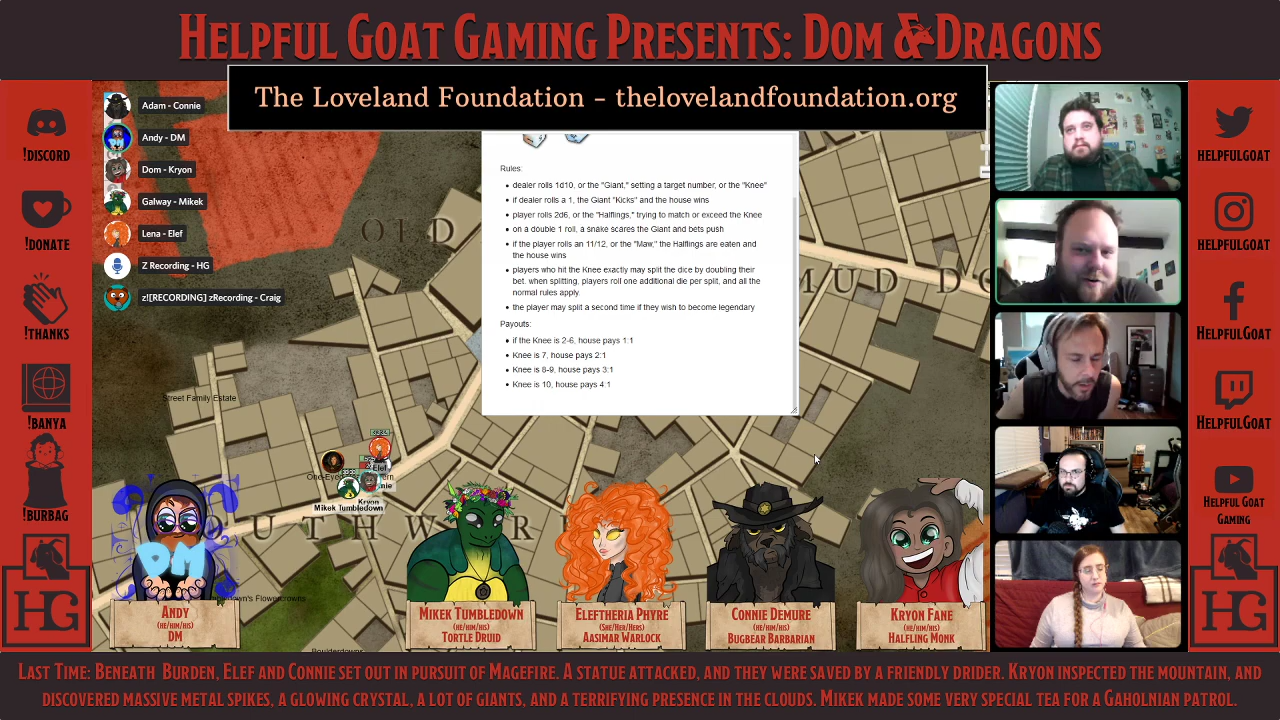 HELPFUL GOAT GAMING PRESENTS: DOM & DRAGONS
The Loveland Foundation - thelovelandfoundation.org
Adam - Connie
Andy - DM
Dom - Kryon
Galway - Mikek
Lena - Elef
Z Recording - HG
z![RECORDING] zRecording - Craig
!DISCORD
!DONATE
!THANKS
!BANYA
!BURBAG
HG
OLD
MUD DO
SOUTHWAR
Street Family Estate
Elef
Kryon
Mikek Tumbledown
Rules:
dealer rolls 1d10, or the "Giant," setting a target number, or the "Knee"
if dealer rolls a 1, the Giant "Kicks" and the house wins
player rolls 2d6, or the "Halflings," trying to match or exceed the Knee
on a double 1 roll, a snake scares the Giant and bets push
if the player rolls an 11/12, or the "Maw," the Halflings are eaten and
the house wins
players who hit the Knee exactly may split the dice by doubling their
bet. when splitting, players roll one additional die per split, and all the
normal rules apply.
the player may split a second time if they wish to become legendary
Payouts:
if the Knee is 2-6, house pays 1:1
Knee is 7, house pays 2:1
Knee is 8-9, house pays 3:1
Knee is 10, house pays 4:1
DM
ANDY
(HE/HIM/HIS)
DM
MIKEK TUMBLEDOWN
(HE/HIM/HIS)
TORTLE DRUID
ELEFTHERIA PHYRE
(SHE/HER/HERS)
AASIMAR WARLOCK
CONNIE DEMURE
(HE/HIM/HIS)
BUGBEAR BARBARIAN
KRYON FANE
(HE/HIM/HIS)
HALFLING MONK
HELPFULGOAT
HELPFULGOAT
HELPFULGOAT
HELPFULGOAT
HELPFUL GOAT
GAMING
HG
LAST TIME: BENEATH BURDEN, ELEF AND CONNIE SET OUT IN PURSUIT OF MAGEFIRE. A STATUE ATTACKED, AND THEY WERE SAVED BY A FRIENDLY DRIDER. KRYON INSPECTED THE MOUNTAIN, AND
DISCOVERED MASSIVE METAL SPIKES, A GLOWING CRYSTAL, A LOT OF GIANTS, AND A TERRIFYING PRESENCE IN THE CLOUDS. MIKEK MADE SOME VERY SPECIAL TEA FOR A GAHOLNIAN PATROL.